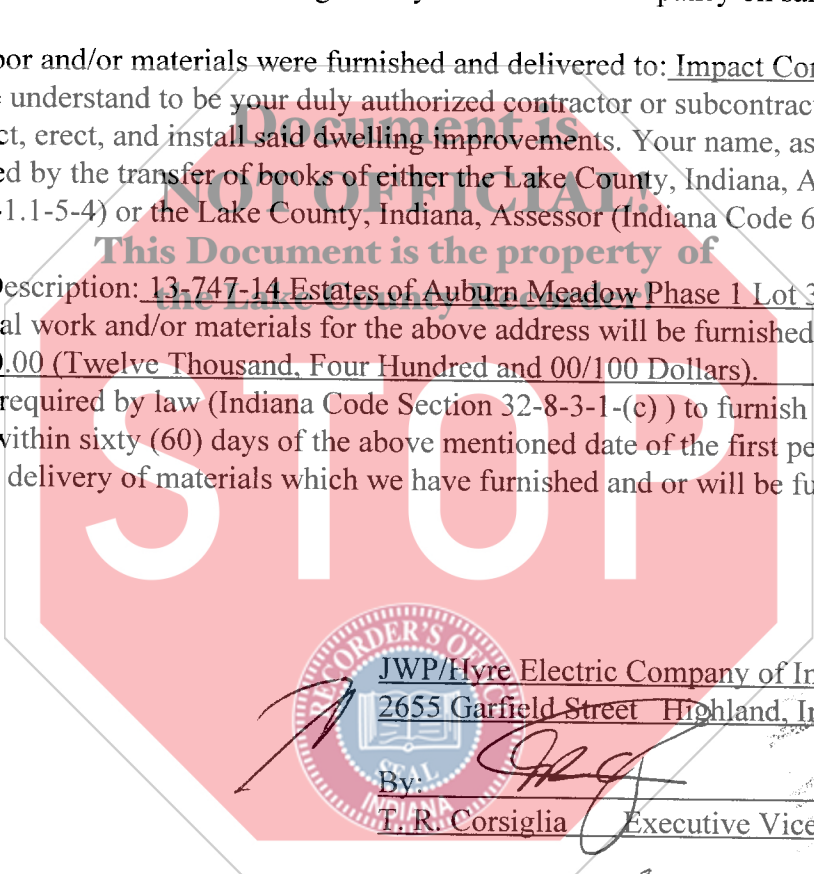 bor and/or materials were furnished and delivered to: Impact Con
e understand to be your duly authorized contractor or subcontract
ct, erect, and install said dwelling improvements. Your name, as
ed by the transfer of books of either the Lake County, Indiana, A
-1.1-5-4) or the Lake County, Indiana, Assessor (Indiana Code 6
Description: 13-747-14 Estates of Auburn Meadow Phase 1 Lot 3
al work and/or materials for the above address will be furnished
0.00 (Twelve Thousand, Four Hundred and 00/100 Dollars).
required by law (Indiana Code Section 32-8-3-1-(c) ) to furnish
within sixty (60) days of the above mentioned date of the first pe
delivery of materials which we have furnished and or will be fu
Document is
NOT OFFICIAL!
This Document is the property of
the Lake County Recorder!
STOP
RECORDER'S OFFIC
SEAL
INDIANA
JWP/Hyre Electric Company of In
2655 Garfield Street Highland, In
By:
T. R. Corsiglia Executive Vice